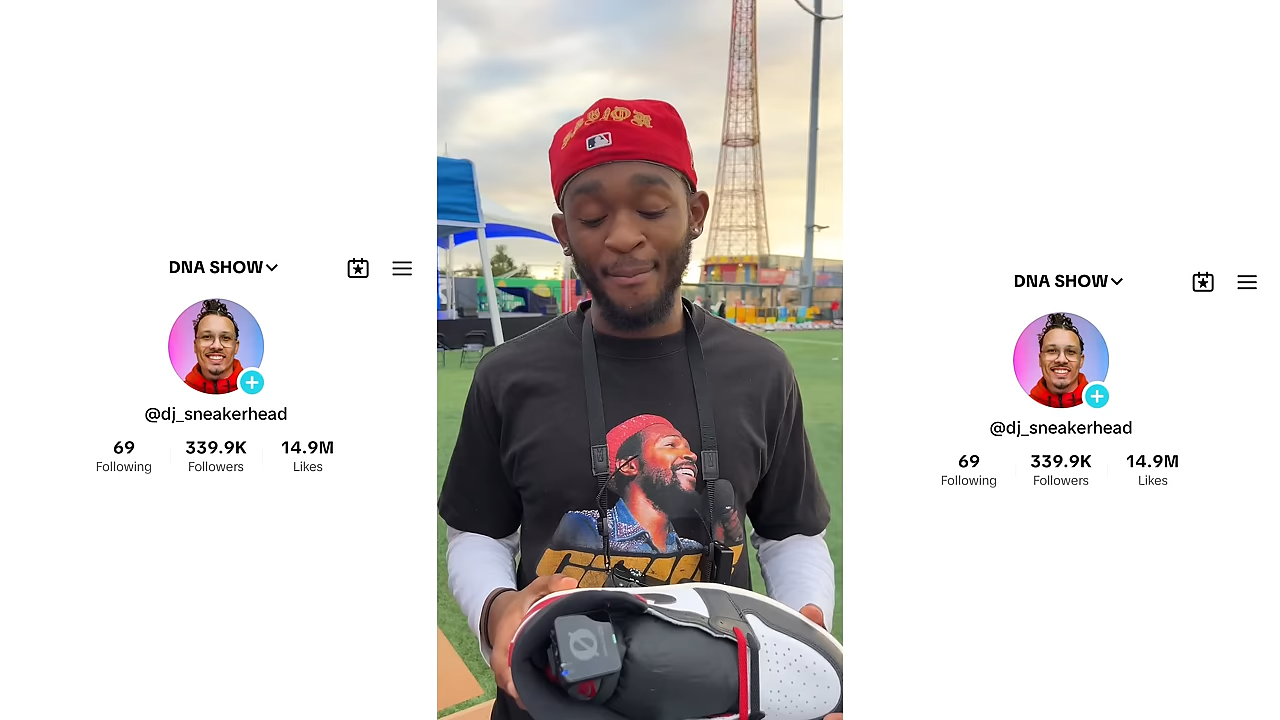 DNA SHOW
@dj_sneakerhead
69
339.9K
14.9M
Following
Followers
Likes
DNA SHOW
@dj_sneakerhead
69
339.9K
14.9M
Following
Followers
Likes